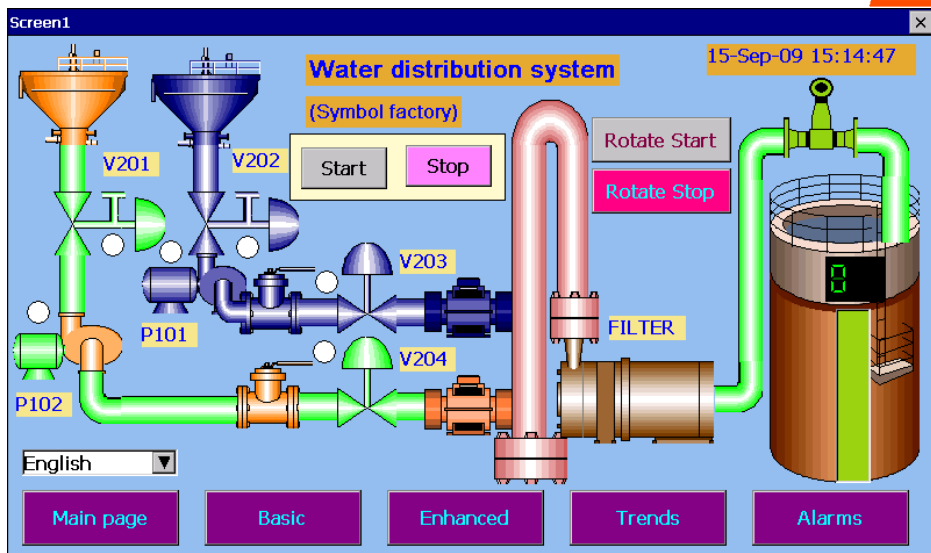 Screen1
Water distribution system
15-Sep-09 15:14:47
(Symbol factory)
Rotate Start
V201
V202
Start
Stop
Rotate Stop
V203
0
P101
FILTER
V204
P102
English
Main page
Basic
Enhanced
Trends
Alarms